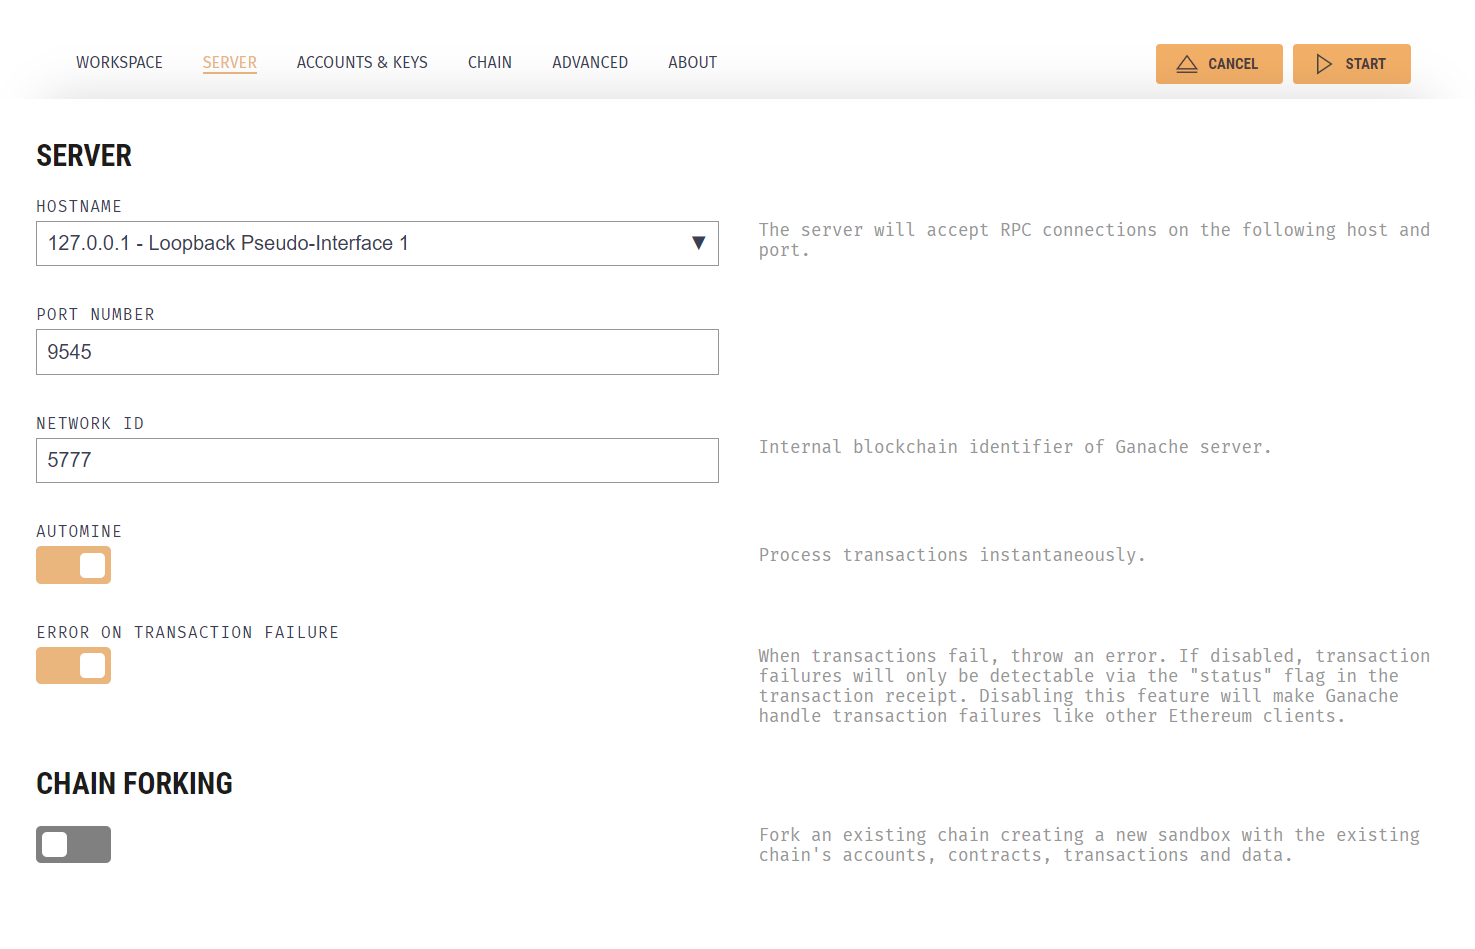 WORKSPACE SERVER ACCOUNTS & KEYS CHAIN ADVANCED ABOUT CANCEL START
SERVER
HOSTNAME
127.0.0.1 - Loopback Pseudo-Interface 1
The server will accept RPC connections on the following host and
port.
PORT NUMBER
9545
NETWORK ID
5777
Internal blockchain identifier of Ganache server.
AUTOMINE
Process transactions instantaneously.
ERROR ON TRANSACTION FAILURE
When transactions fail, throw an error. If disabled, transaction
failures will only be detectable via the "status" flag in the
transaction receipt. Disabling this feature will make Ganache
handle transaction failures like other Ethereum clients.
CHAIN FORKING
Fork an existing chain creating a new sandbox with the existing
chain's accounts, contracts, transactions and data.